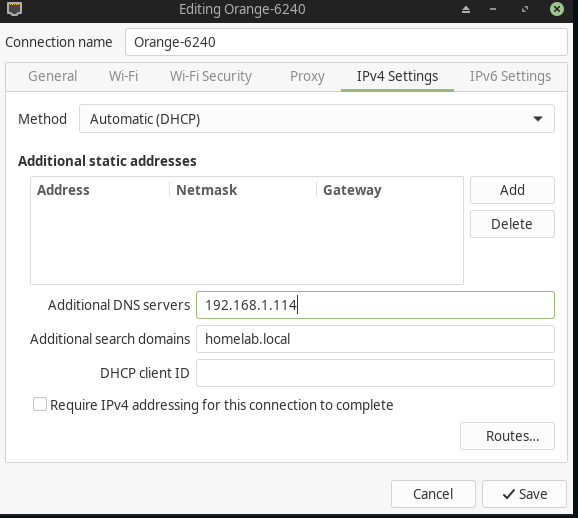 Editing Orange-6240
Connection name Orange-6240
General Wi-Fi Wi-Fi Security Proxy IPv4 Settings IPv6 Settings
Method Automatic (DHCP)
Additional static addresses
Address Netmask Gateway Add
Delete
Additional DNS servers 192.168.1.114
Additional search domains homelab.local
DHCP client ID
Require IPv4 addressing for this connection to complete
Routes...
Cancel Save